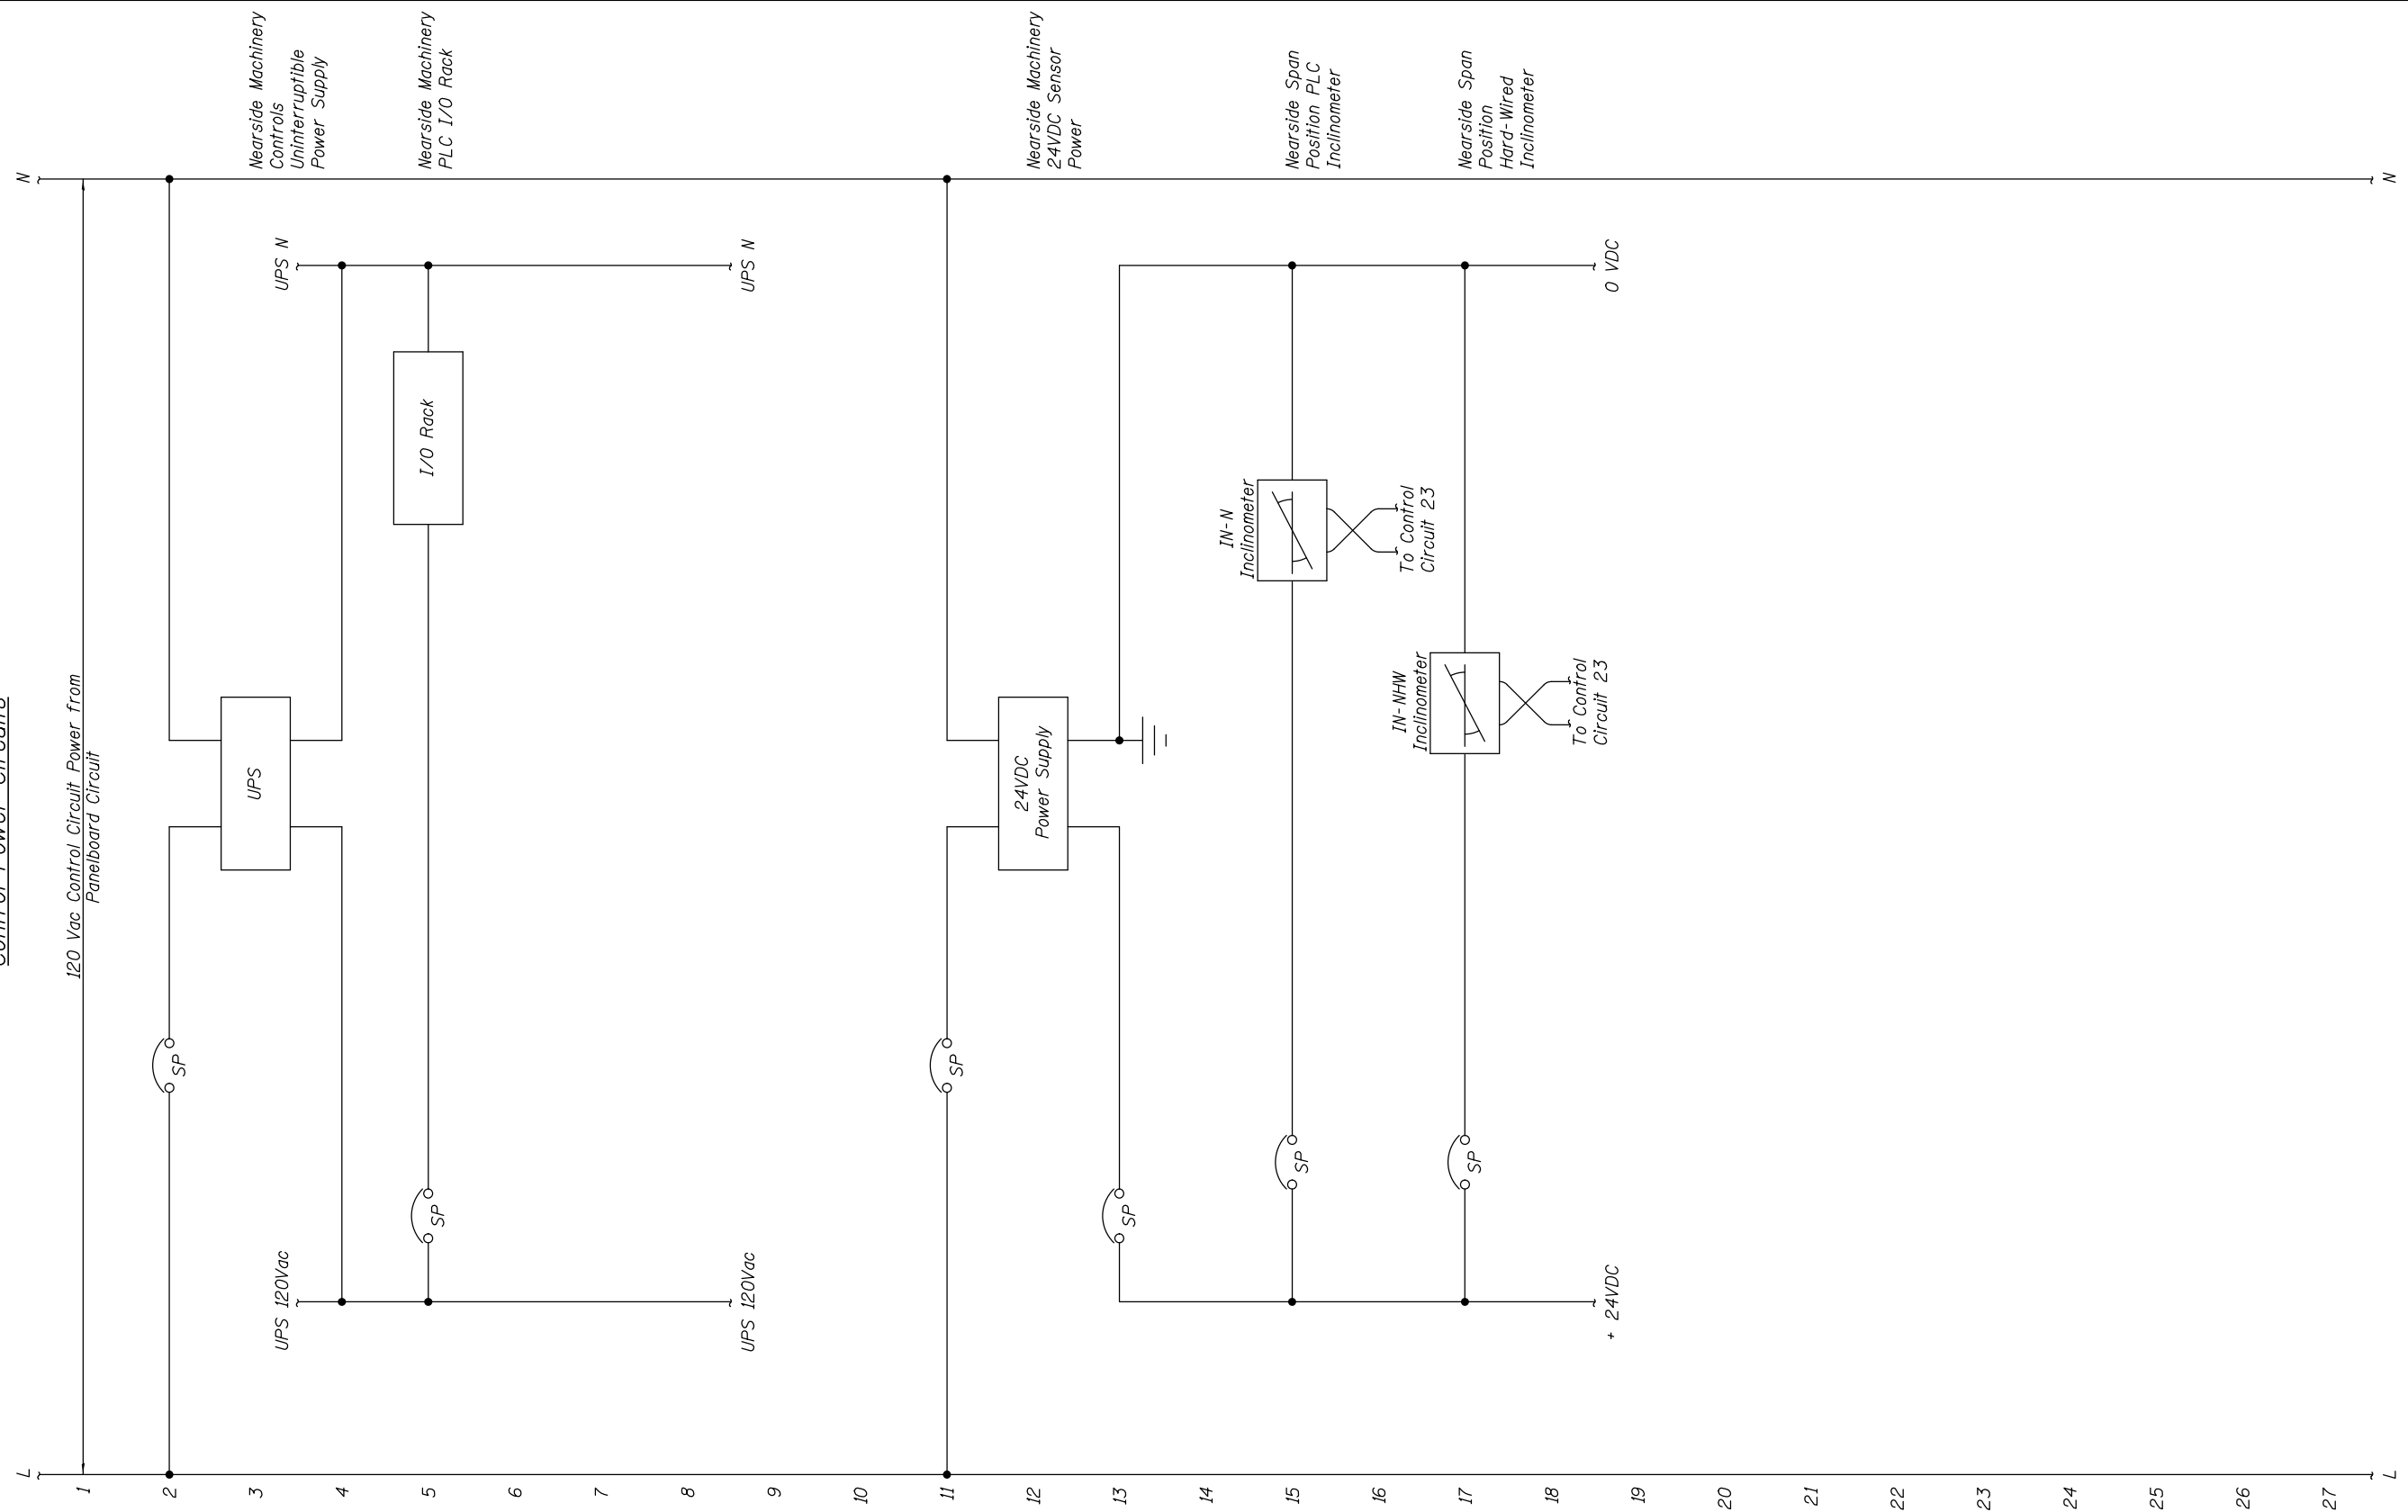 L
N
1
120 Vac Control Circuit Power from
Panelboard Circuit
2
SP
3
UPS
Nearside Machinery
Controls
Uninterruptible
Power Supply
UPS 120Vac
UPS N
4
5
SP
I/O Rack
Nearside Machinery
PLC I/O Rack
6
7
8
UPS 120Vac
UPS N
9
10
11
SP
12
24VDC
Power Supply
Nearside Machinery
24VDC Sensor
Power
13
SP
14
15
SP
IN-N
Inclinometer
To Control
Circuit 23
Nearside Span
Position PLC
Inclinometer
16
17
SP
IN-NHW
Inclinometer
To Control
Circuit 23
Nearside Span
Position
Hard-Wired
Inclinometer
18
+ 24VDC
0 VDC
19
20
21
22
23
24
25
26
27
L
N